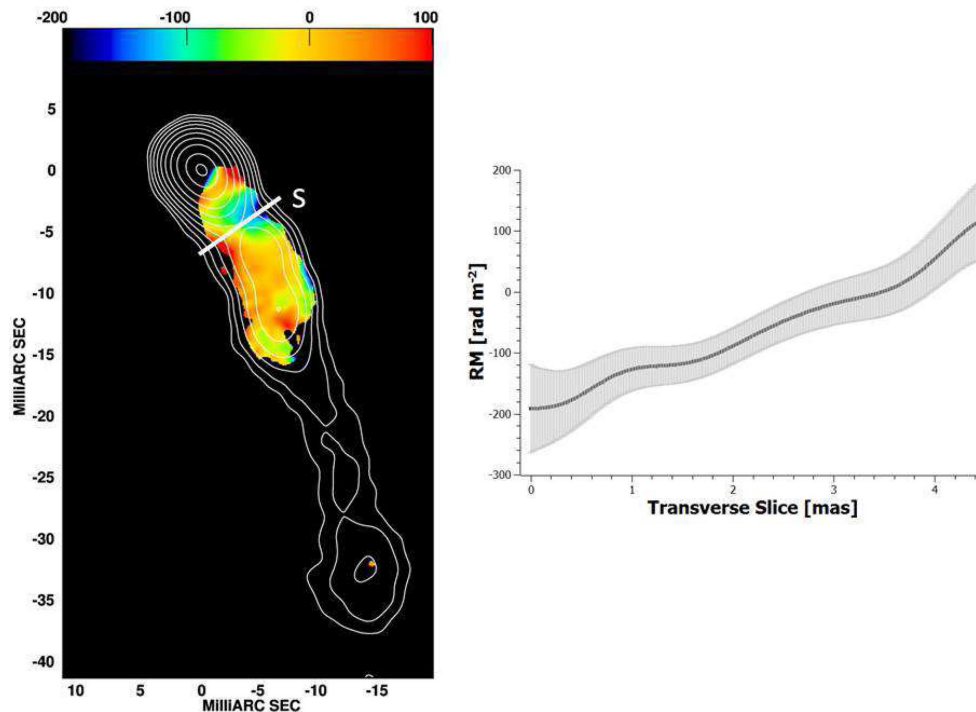 -200 -100 0 100
5
0
-5
-10
-15
-20
-25
-30
-35
-40
MilliARC SEC
S
10 5 0 -5 -10 -15
MilliARC SEC
200
100
0
-100
-200
-300
RM [rad m⁻²]
0 1 2 3 4
Transverse Slice [mas]